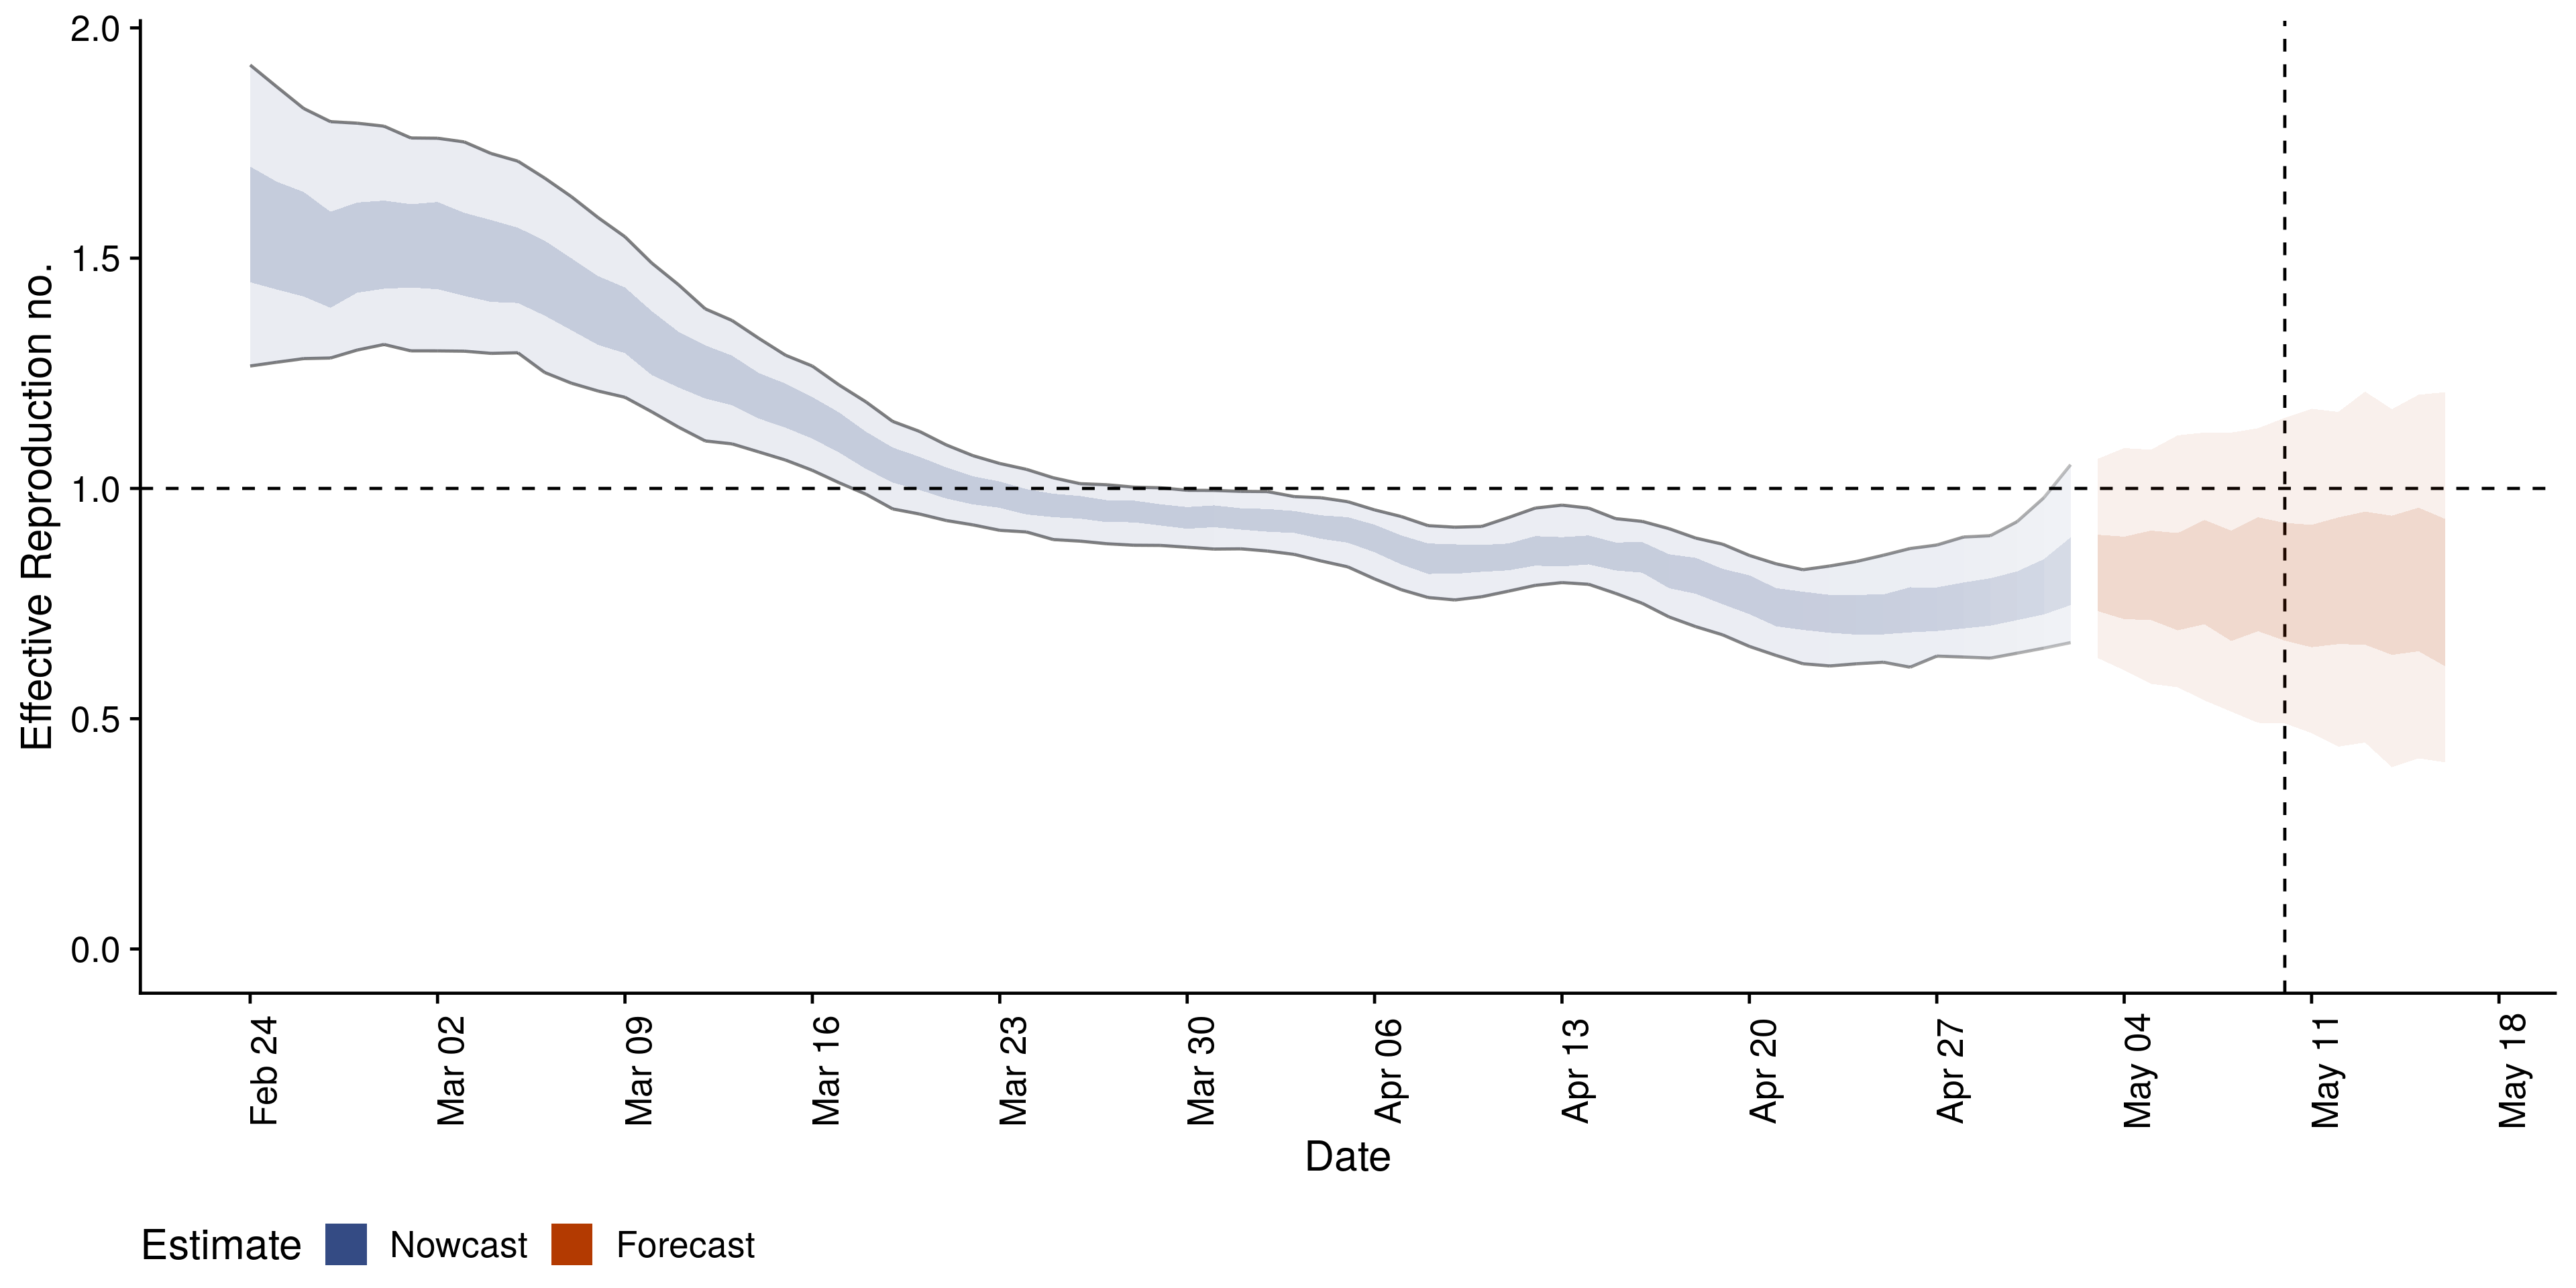 Effective Reproduction no.
2.0
1.5
1.0
0.5
0.0
Feb 24
Mar 02
Mar 09
Mar 16
Mar 23
Mar 30
Apr 06
Apr 13
Apr 20
Apr 27
May 04
May 11
May 18
Date
Estimate Nowcast Forecast